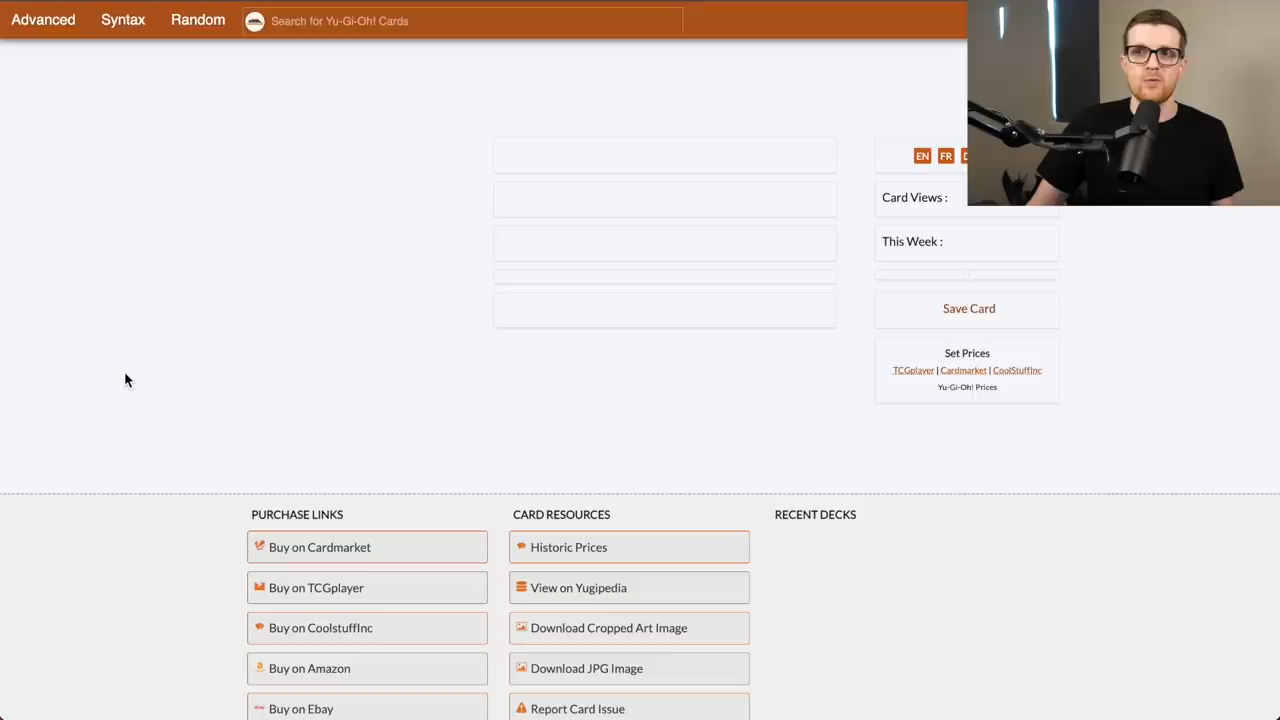 Advanced Syntax Random Search for Yu-Gi-Oh! Cards
EN FR
Card Views :
This Week :
Save Card
Set Prices
TCGplayer | Cardmarket | CoolStuffInc
Yu-Gi-Oh! Prices
PURCHASE LINKS
Buy on Cardmarket
Buy on TCGplayer
Buy on CoolstuffInc
Buy on Amazon
Buy on Ebay
CARD RESOURCES
Historic Prices
View on Yugipedia
Download Cropped Art Image
Download JPG Image
Report Card Issue
RECENT DECKS